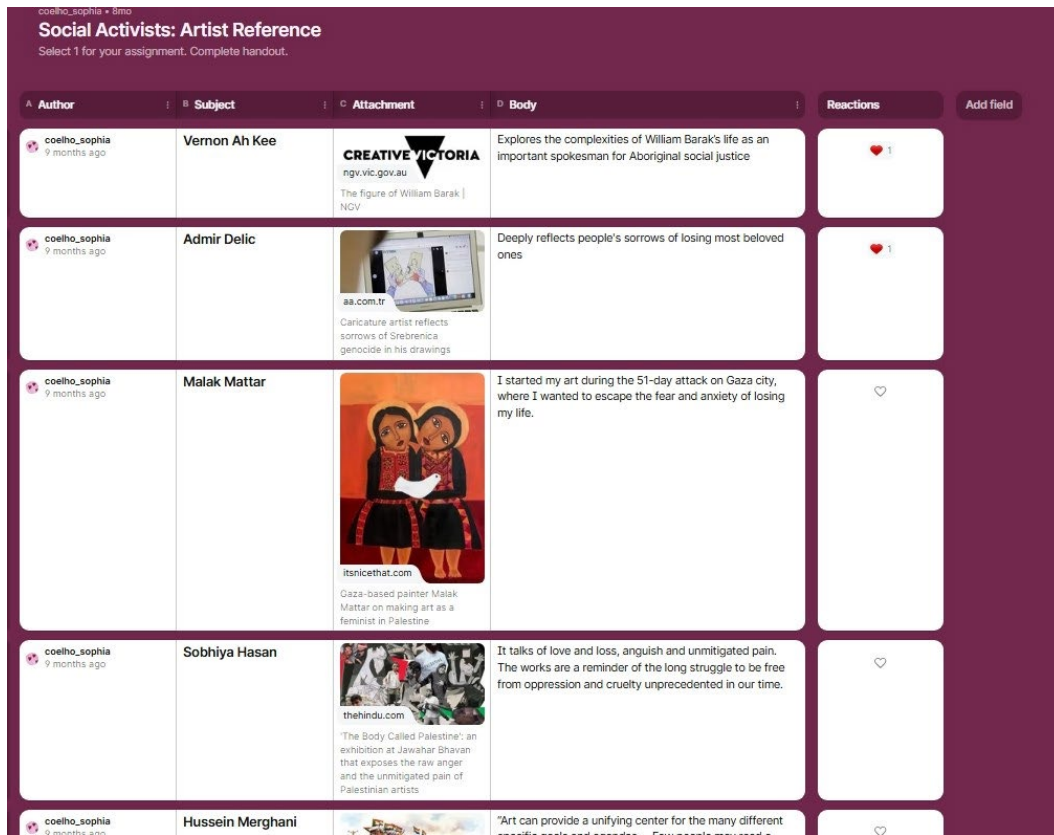 coelho_sophia • 8mo
Social Activists: Artist Reference
Select 1 for your assignment. Complete handout.
A Author
B Subject
C Attachment
D Body
Reactions
Add field
coelho_sophia
9 months ago
Vernon Ah Kee
CREATIVE VICTORIA
ngv.vic.gov.au
The figure of William Barak |
NGV
Explores the complexities of William Barak's life as an
important spokesman for Aboriginal social justice
1
coelho_sophia
9 months ago
Admir Delic
aa.com.tr
Caricature artist reflects
sorrows of Srebrenica
genocide in his drawings
Deeply reflects people's sorrows of losing most beloved
ones
1
coelho_sophia
9 months ago
Malak Mattar
itsnicethat.com
Gaza-based painter Malak
Mattar on making art as a
feminist in Palestine
I started my art during the 51-day attack on Gaza city,
where I wanted to escape the fear and anxiety of losing
my life.
coelho_sophia
9 months ago
Sobhiya Hasan
thehindu.com
'The Body Called Palestine': an
exhibition at Jawahar Bhavan
that exposes the raw anger
and the unmitigated pain of
Palestinian artists
It talks of love and loss, anguish and unmitigated pain.
The works are a reminder of the long struggle to be free
from oppression and cruelty unprecedented in our time.
coelho_sophia
9 months ago
Hussein Merghani
"Art can provide a unifying center for the many different